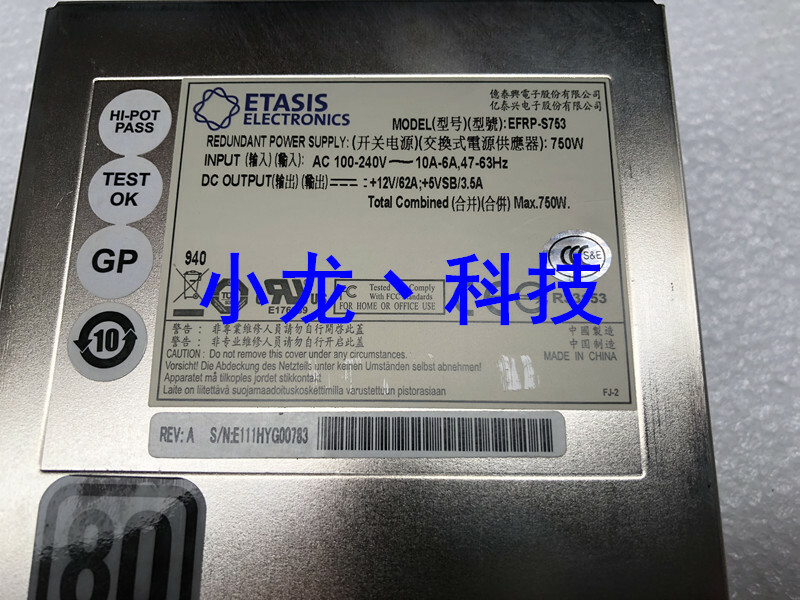 HI-POT
PASS
TEST
OK
GP
10
ETASIS
ELECTRONICS
億泰興電子股份有限公司
亿泰兴电子股份有限公司
MODEL(型号)(型號):EFRP-S753
REDUNDANT POWER SUPPLY: (开关电源)(交換式電源供應器): 750W
INPUT (输入) (輸入): AC 100-240V 10A-6A,47-63Hz
DC OUTPUT(输出) (輸出) : +12V/62A;+5VSB/3.5A
Total Combined (合并)(合併) Max.750W.
940
CCC S&E
小龙丶科技
Tested Comply
With FCC Standards
FOR HOME OR OFFICE USE
警告： 非專業維修人員請勿自行開啓此蓋
警告： 非专业维修人员请勿自行开启此盖
中國製造
中国制造
CAUTION : Do not remove this cover under any circumstances.
MADE IN CHINA
Vorsicht! Die Abdeckung des Netzteils unter keinen Umständen selbst abnehmen!
Apparatet må tilkoples jordet stikkontakt
Laite on liitettävä suojamaadoituskoskettimilla varustettuun pistorasiaan
FJ-2
REV: A S/N:E111HYG00783
80